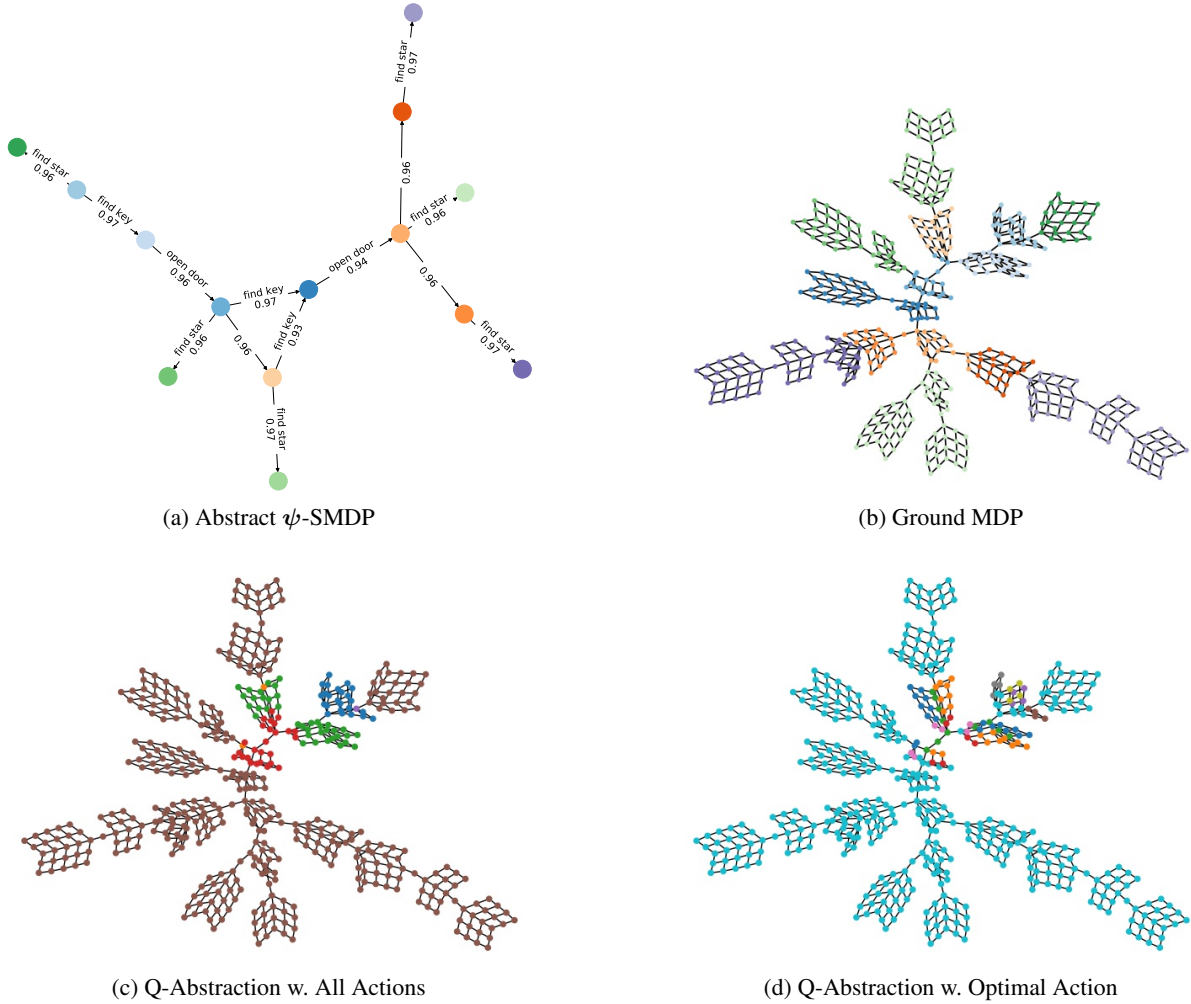 find star
0.97
find star
0.96
0.96
find key
0.97
find star
0.96
open door
0.96
open door
0.94
0.96
find key
0.97
find star
0.96
0.96
find key
0.93
find star
0.97
find star
0.97
(a) Abstract ψ-SMDP
(b) Ground MDP
(c) Q-Abstraction w. All Actions
(d) Q-Abstraction w. Optimal Action